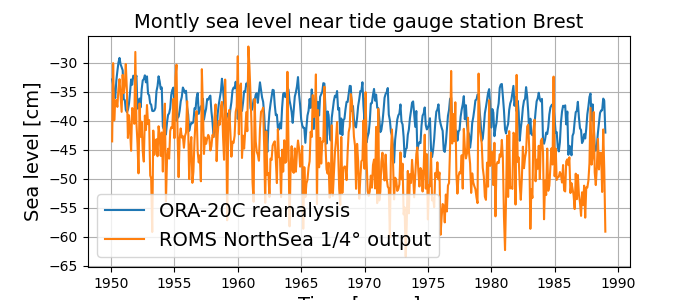 Montly sea level near tide gauge station Brest
Sea level [cm]
−30
−35
−40
−45
−50
−55
−60
−65
ORA-20C reanalysis
ROMS NorthSea 1/4° output
1950 1955 1960 1965 1970 1975 1980 1985 1990